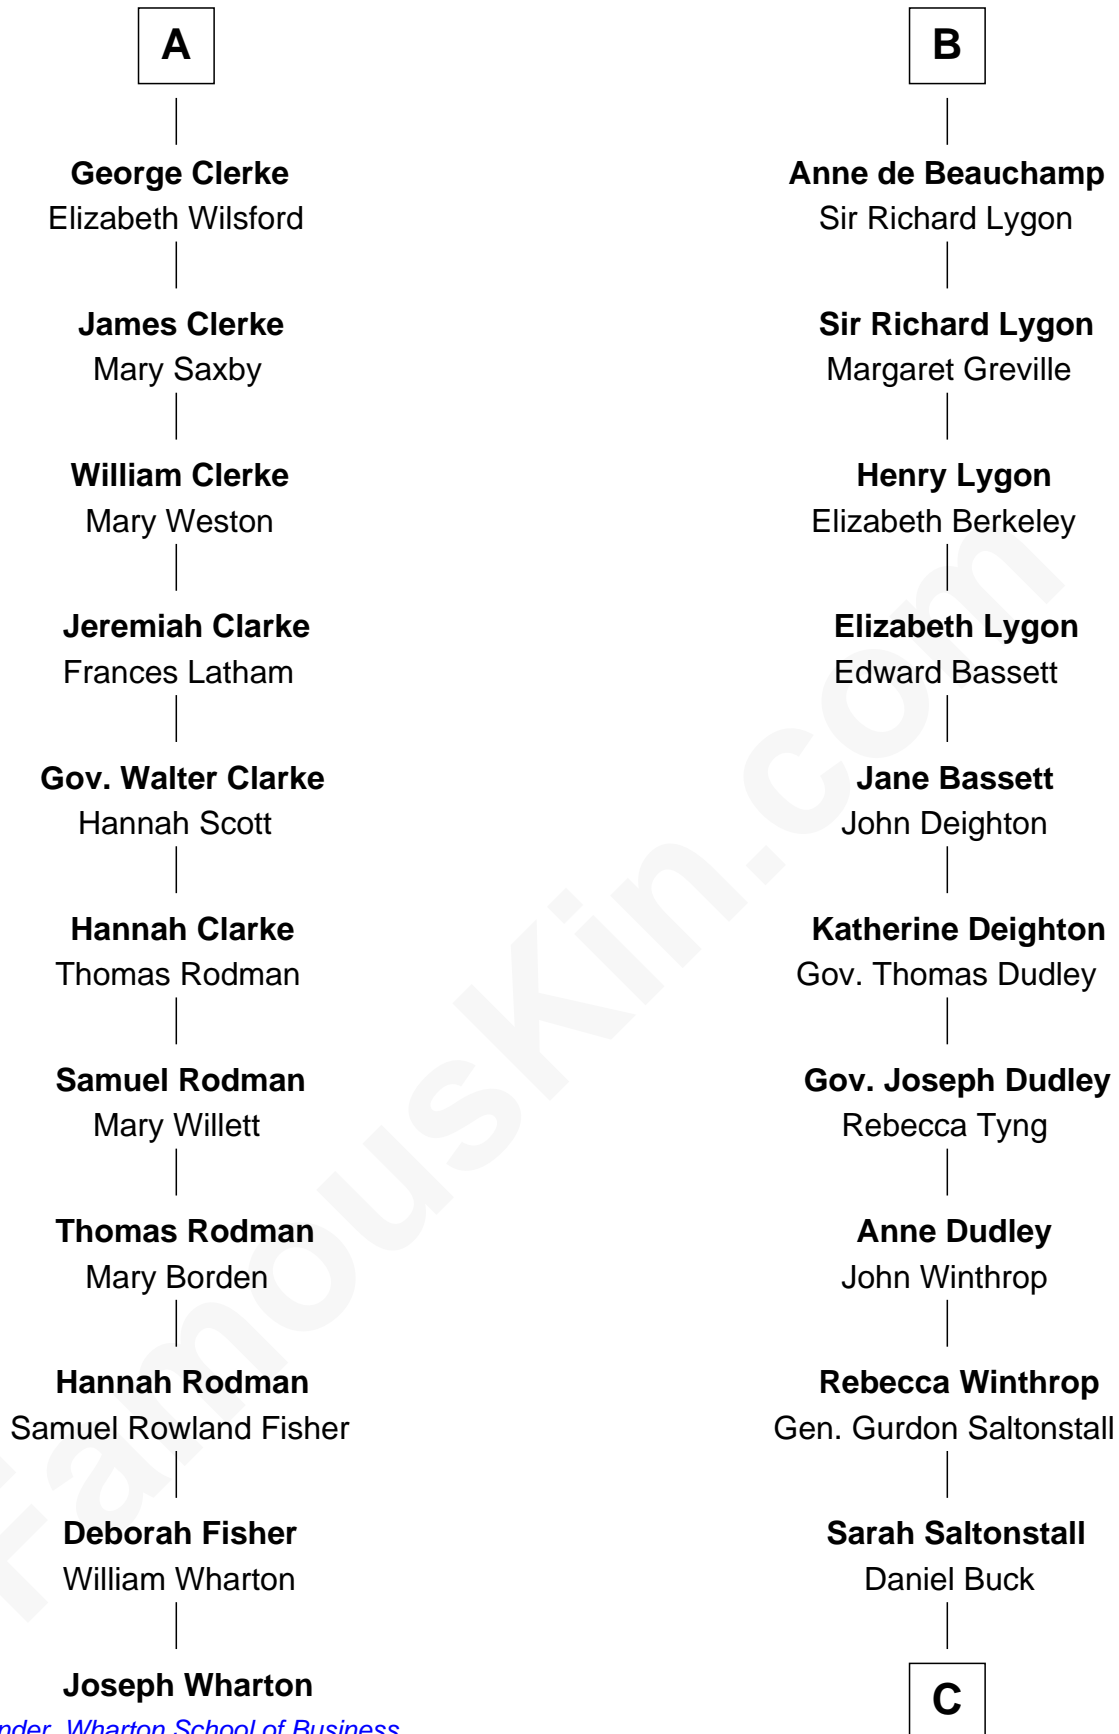 A
George Clerke
Elizabeth Wilsford
James Clerke
Mary Saxby
William Clerke
Mary Weston
Jeremiah Clarke
Frances Latham
Gov. Walter Clarke
Hannah Scott
Hannah Clarke
Thomas Rodman
Samuel Rodman
Mary Willett
Thomas Rodman
Mary Borden
Hannah Rodman
Samuel Rowland Fisher
Deborah Fisher
William Wharton
Joseph Wharton
Wharton School of Business
B
Anne de Beauchamp
Sir Richard Lygon
Sir Richard Lygon
Margaret Greville
Henry Lygon
Elizabeth Berkeley
Elizabeth Lygon
Edward Bassett
Jane Bassett
John Deighton
Katherine Deighton
Gov. Thomas Dudley
Gov. Joseph Dudley
Rebecca Tyng
Anne Dudley
John Winthrop
Rebecca Winthrop
Gen. Gurdon Saltonstall
Sarah Saltonstall
Daniel Buck
C
FamousKin.com